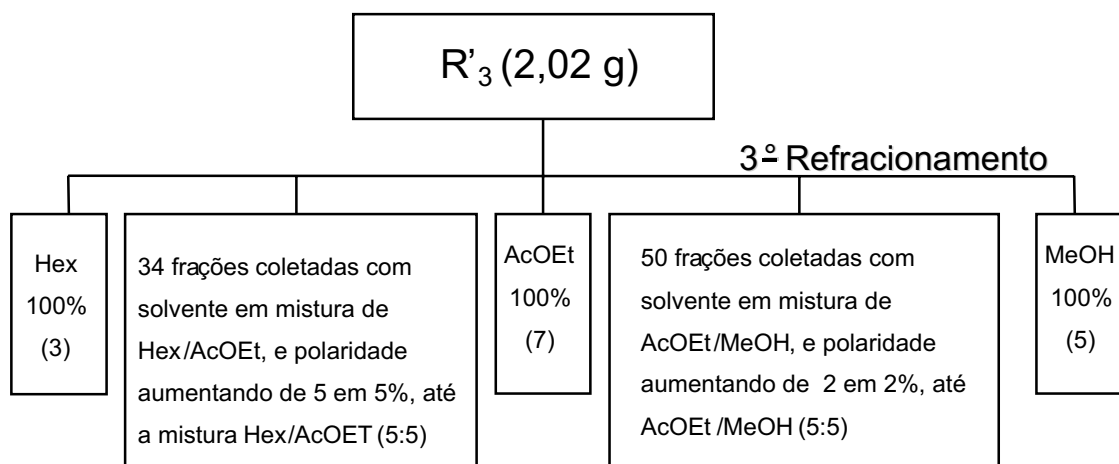 R’₃ (2,02 g)
3º Refracionamento
Hex
100%
(3)
34 frações coletadas com
solvente em mistura de
Hex/AcOEt, e polaridade
aumentando de 5 em 5%, até
a mistura Hex/AcOET (5:5)
AcOEt
100%
(7)
50 frações coletadas com
solvente em mistura de
AcOEt/MeOH, e polaridade
aumentando de 2 em 2%, até
AcOEt /MeOH (5:5)
MeOH
100%
(5)